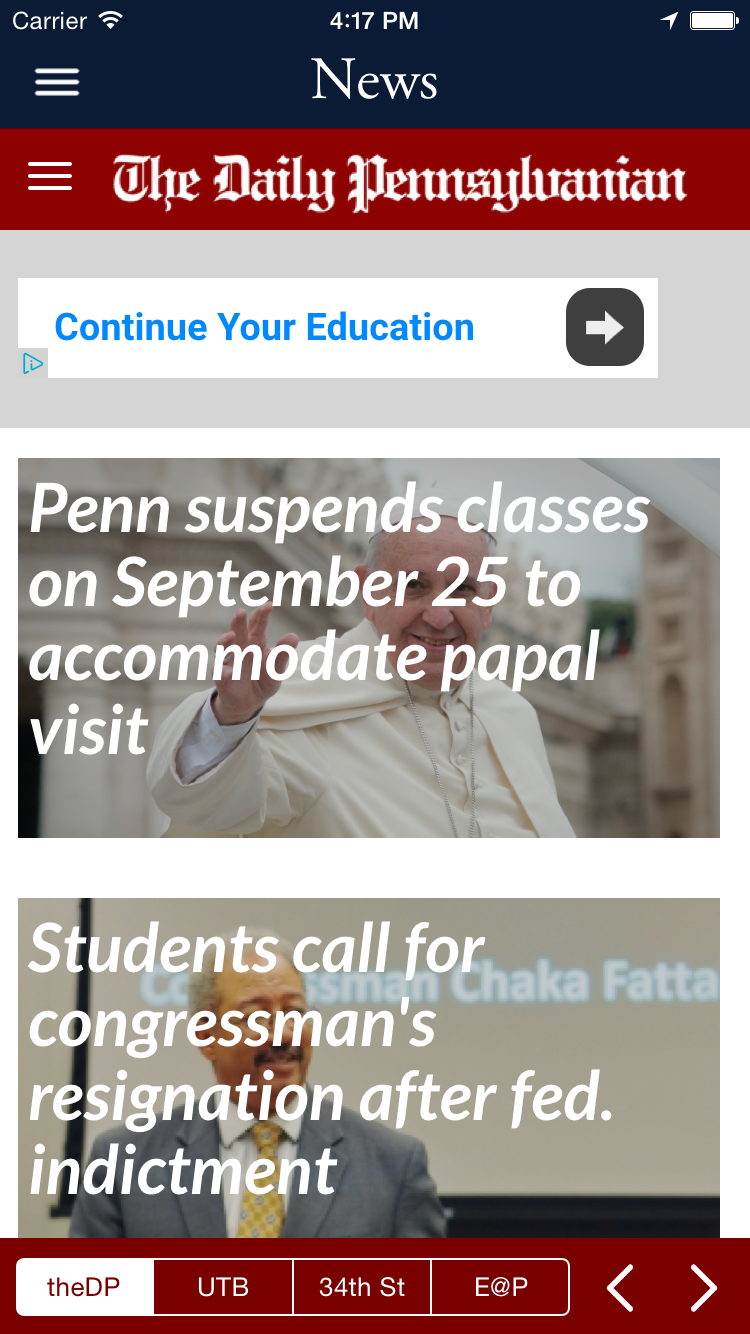 Carrier 4:17 PM
News
The Daily Pennsylvanian
Continue Your Education
Penn suspends classes
on September 25 to
accommodate papal
visit
Students call for
Congressman Chaka Fatta
congressman's
resignation after fed.
indictment
theDP UTB 34th St E@P